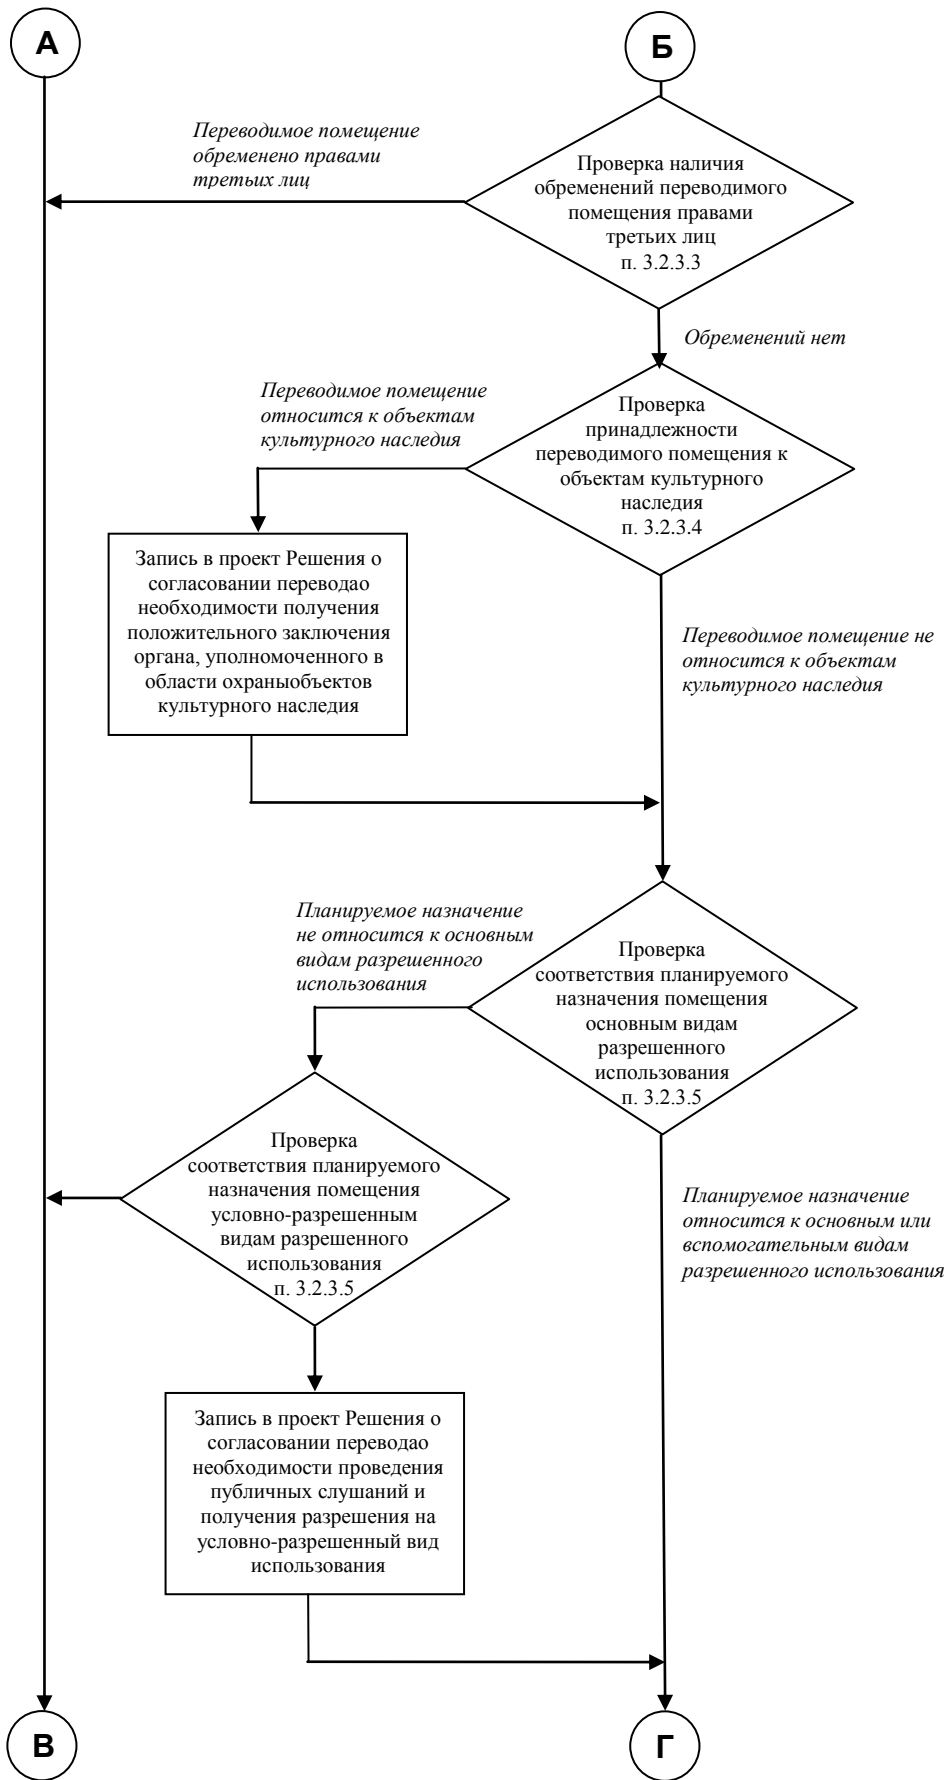 А
Б
Переводимое помещение
обременено правами
третьих лиц
Проверка наличия
обременений переводимого
помещения правами
третьих лиц
п. 3.2.3.3
Обременений нет
Переводимое помещение
относится к объектам
культурного наследия
Проверка
принадлежности
переводимого помещения к
объектам культурного
наследия
п. 3.2.3.4
Запись в проект Решения о
согласовании переводао
необходимости получения
положительного заключения
органа, уполномоченного в
области охраныобъектов
культурного наследия
Переводимое помещение не
относится к объектам
культурного наследия
Планируемое назначение
не относится к основным
видам разрешенного
использования
Проверка
соответствия планируемого
назначения помещения
основным видам
разрешенного
использования
п. 3.2.3.5
Проверка
соответствия планируемого
назначения помещения
условно-разрешенным
видам разрешенного
использования
п. 3.2.3.5
Планируемое назначение
относится к основным или
вспомогательным видам
разрешенного использования
Запись в проект Решения о
согласовании переводао
необходимости проведения
публичных слушаний и
получения разрешения на
условно-разрешенный вид
использования
В
Г